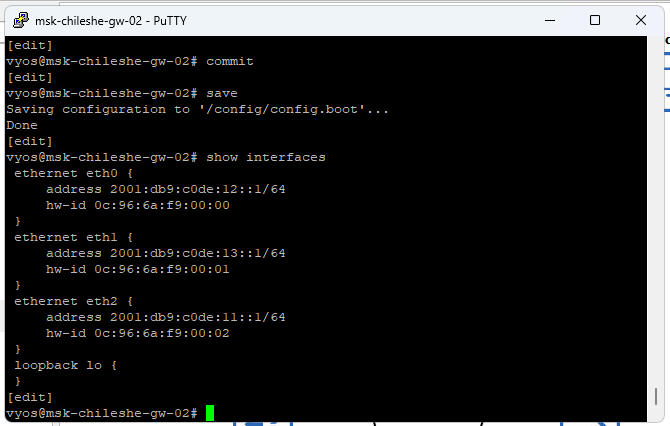 msk-chileshe-gw-02 - PuTTY
[edit]
vyos@msk-chileshe-gw-02# commit
[edit]
vyos@msk-chileshe-gw-02# save
Saving configuration to '/config/config.boot'...
Done
[edit]
vyos@msk-chileshe-gw-02# show interfaces
 ethernet eth0 {
     address 2001:db9:c0de:12::1/64
     hw-id 0c:96:6a:f9:00:00
 }
 ethernet eth1 {
     address 2001:db9:c0de:13::1/64
     hw-id 0c:96:6a:f9:00:01
 }
 ethernet eth2 {
     address 2001:db9:c0de:11::1/64
     hw-id 0c:96:6a:f9:00:02
 }
 loopback lo {
 }
[edit]
vyos@msk-chileshe-gw-02#